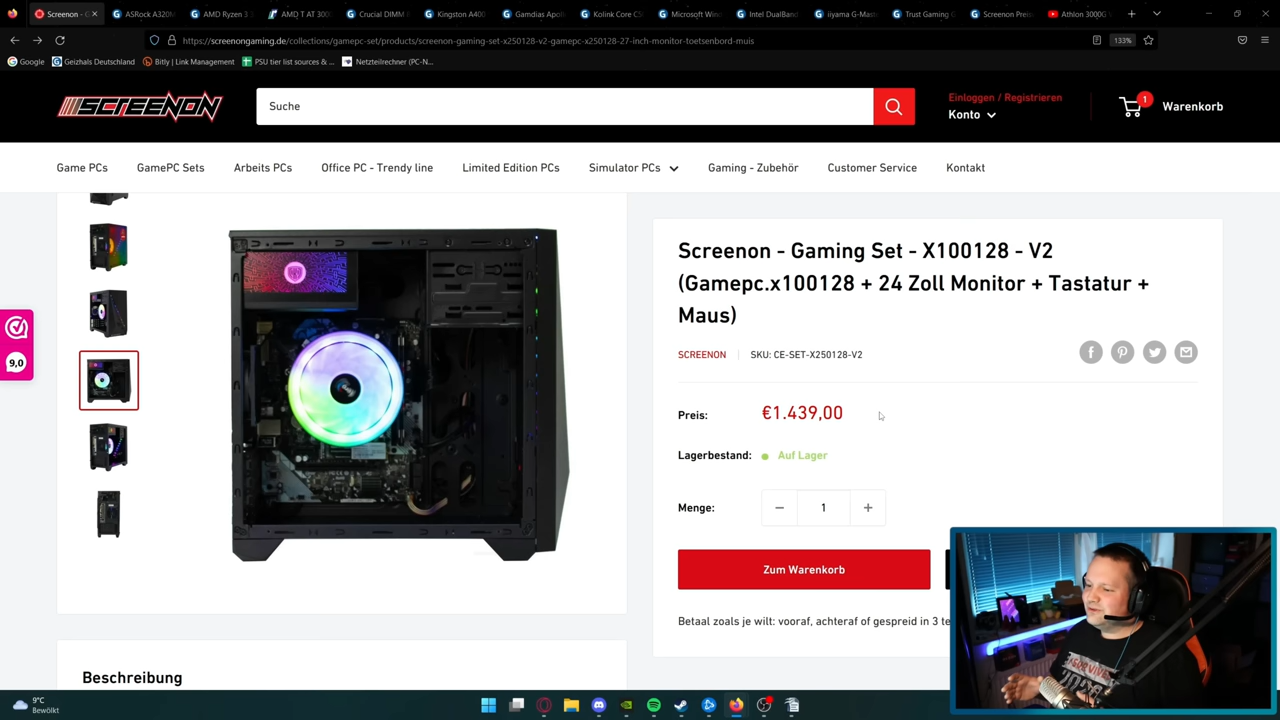 Screenon - G
ASRock A320M
AMD Ryzen 3
AMD T AT 300
Crucial DIMM
Kingston A400
Gamdias Apol
Kolink Core C5
Microsoft Win
Intel DualBand
iiyama G-Mast
Trust Gaming
Screenon Prei
Athlon 3000G
https://screenongaming.de/collections/gamepc-set/products/screenon-gaming-set-x250128-v2-gamepc-x250128-27-inch-monitor-toetsenbord-muis
133%
Google
Geizhals Deutschland
Bitly | Link Management
PSU tier list sources & ...
Netzteilrechner (PC-N...
SCREENON
Suche
Einloggen / Registrieren
Konto
1
Warenkorb
Game PCs
GamePC Sets
Arbeits PCs
Office PC - Trendy line
Limited Edition PCs
Simulator PCs
Gaming - Zubehör
Customer Service
Kontakt
Screenon - Gaming Set - X100128 - V2
(Gamepc.x100128 + 24 Zoll Monitor + Tastatur +
Maus)
9,0
SCREENON
SKU: CE-SET-X250128-V2
Preis:
€1.439,00
Lagerbestand:
Auf Lager
Menge:
1
Zum Warenkorb
Betaal zoals je wilt: vooraf, achteraf of gespreid in 3 te
Beschreibung
9°C
Bewölkt